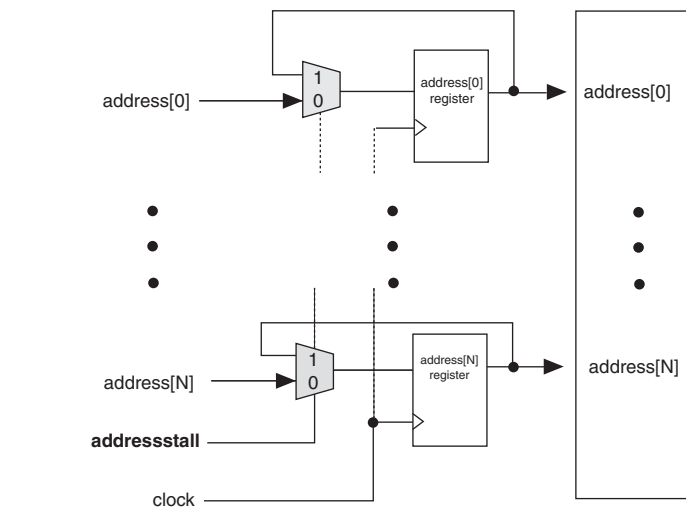 1
0
address[0]
address[0]
register
address[0]
1
0
address[N]
address[N]
register
address[N]
addressstall
clock